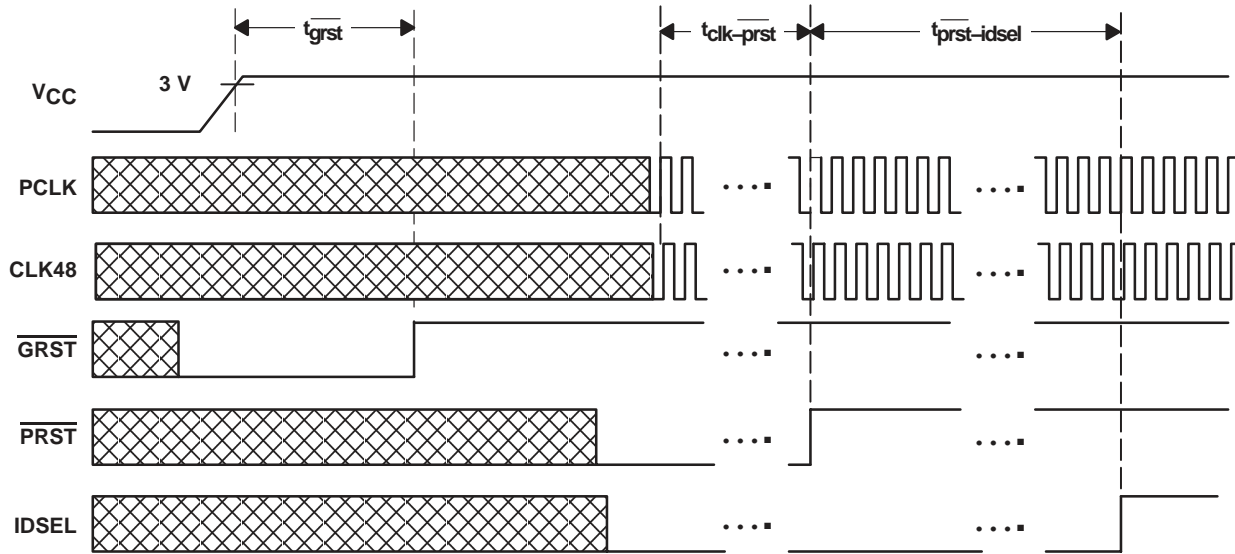 tgrst
tclk–prst
tprst–idsel
3 V
VCC
PCLK
CLK48
GRST
PRST
IDSEL